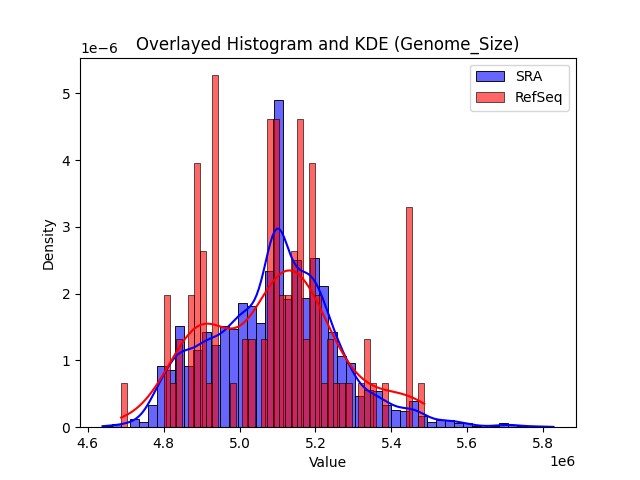 Overlayed Histogram and KDE (Genome_Size)
1e−6
SRA
RefSeq
5
4
3
2
1
0
Density
4.6 4.8 5.0 5.2 5.4 5.6 5.8
Value
1e6